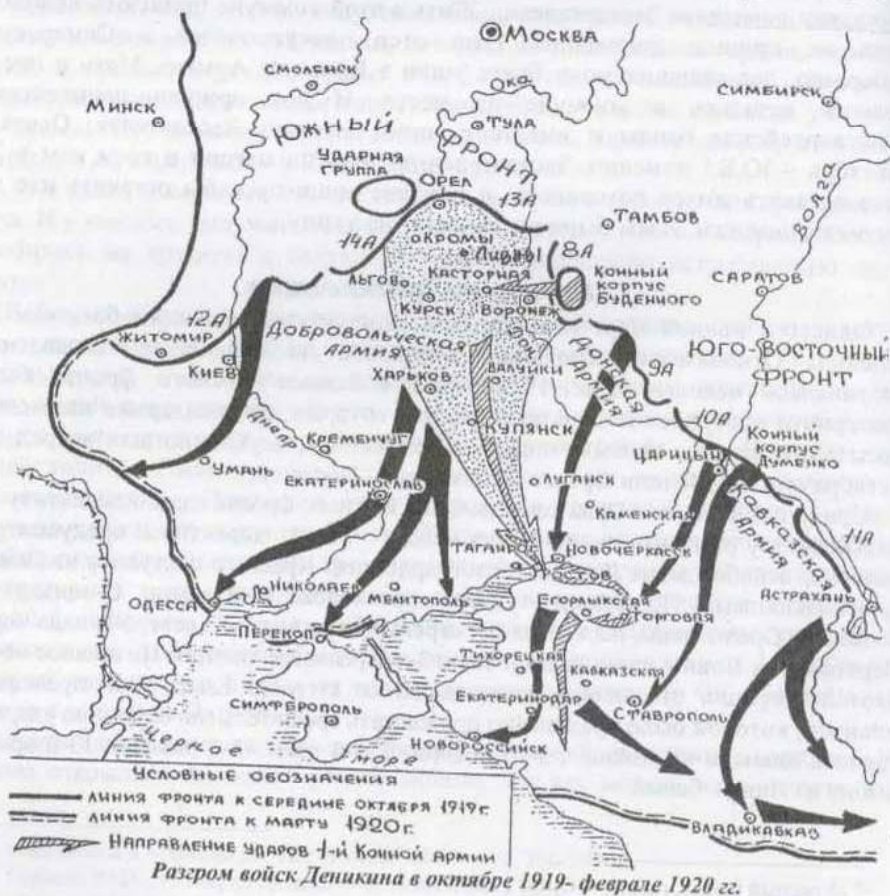 Москва
Смоленск
Минск
Ока
Симбирск
Тула
Южный
фронт
Ударная
группа
Орел
13А
Тамбов
Волга
14А
Кромы
8А
Касторная
Конный
корпус
Буденного
Саратов
Льгов
Курск
Воронеж
12А
Житомир
Добровольческая
армия
Донская
Армия
9А
Юго-Восточный
фронт
Киев
Харьков
Валуйки
Днепр
Кременчуг
Купянск
10А
Царицын
Конный
корпус
Думенко
Умань
Екатеринослав
Луганск
Каменская
Кавказская
Армия
11А
Таганрог
Новочеркасск
Ростов
Астрахань
Одесса
Николаев
Мелитополь
Егорлыкская
Торговая
Перекоп
Тихорецкая
Кавказская
Екатеринодар
Ставрополь
Симферополь
Новороссийск
Черное море
Владикавказ
Условные обозначения
Линия фронта к середине октября 1919г.
Линия фронта к марту 1920г.
Направление ударов 1-й Конной Армии
Разгром войск Деникина в октябре 1919- феврале 1920 гг.